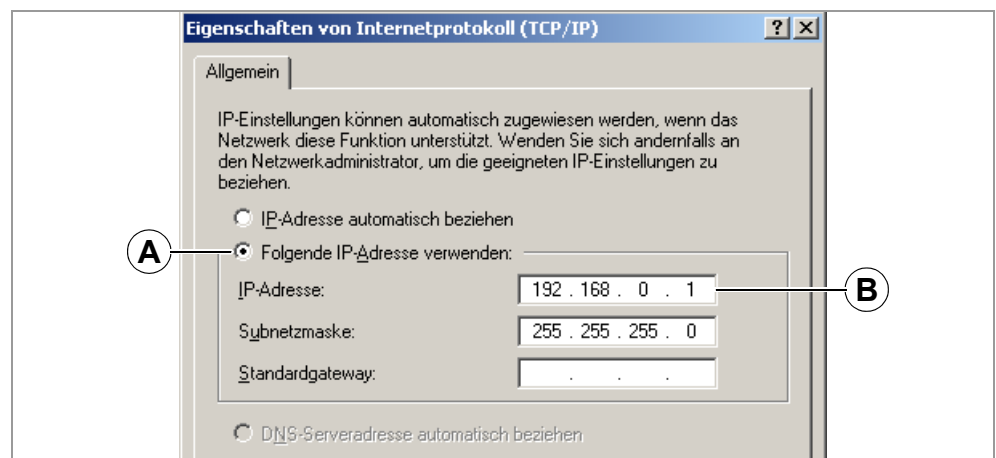 Eigenschaften von Internetprotokoll (TCP/IP)
Allgemein
IP-Einstellungen können automatisch zugewiesen werden, wenn das
Netzwerk diese Funktion unterstützt. Wenden Sie sich andernfalls an
den Netzwerkadministrator, um die geeigneten IP-Einstellungen zu
beziehen.
IP-Adresse automatisch beziehen
A Folgende IP-Adresse verwenden:
IP-Adresse: 192 . 168 . 0 . 1 B
Subnetzmaske: 255 . 255 . 255 . 0
Standardgateway: . . .
DNS-Serveradresse automatisch beziehen